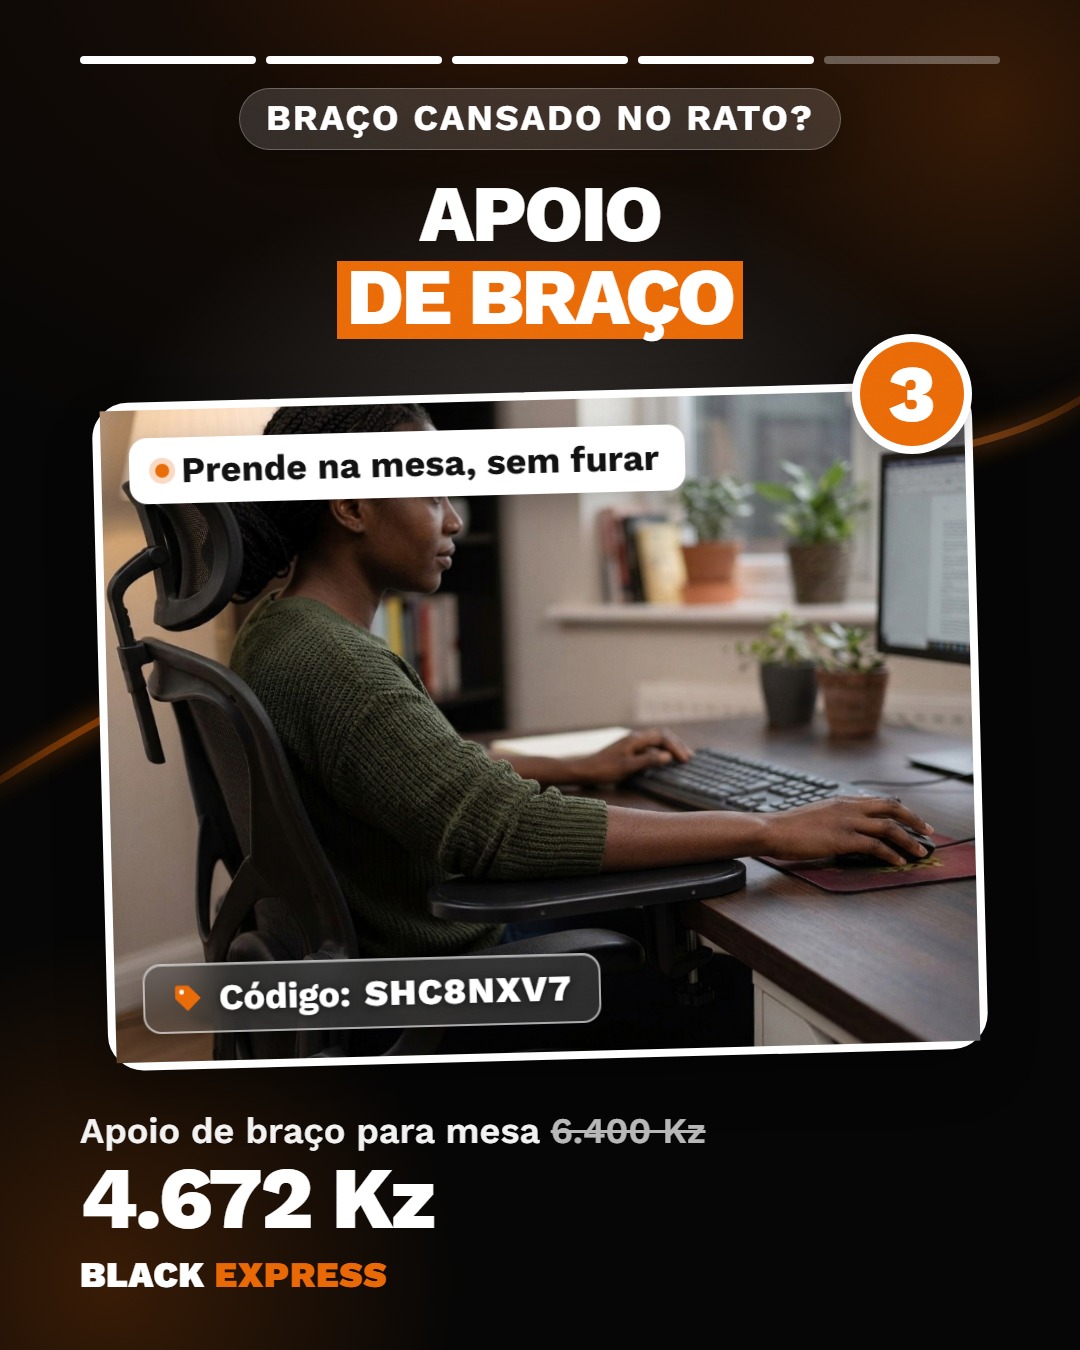 BRAÇO CANSADO NO RATO?
APOIO
DE BRAÇO
3
Prende na mesa, sem furar
Código: SHC8NXV7
Apoio de braço para mesa 6.400 Kz
4.672 Kz
BLACK EXPRESS